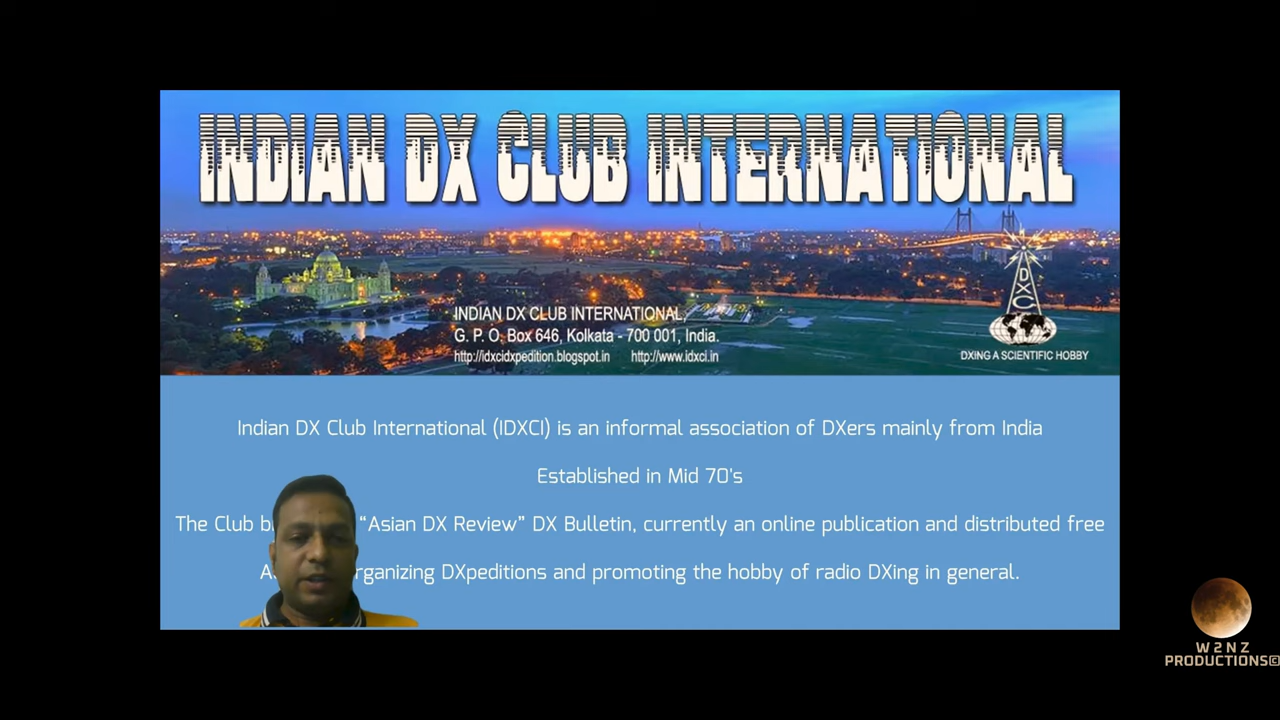 INDIAN DX CLUB INTERNATIONAL
DXC
INDIAN DX CLUB INTERNATIONAL,
G. P. O. Box 646, Kolkata - 700 001, India.
http://idxcidxpedition.blogspot.in http://www.idxci.in
DXING A SCIENTIFIC HOBBY
Indian DX Club International (IDXCI) is an informal association of DXers mainly from India
Established in Mid 70's
The Club “Asian DX Review” DX Bulletin, currently an online publication and distributed free
DXpeditions and promoting the hobby of radio DXing in general.
W2NZ
PRODUCTIONS©